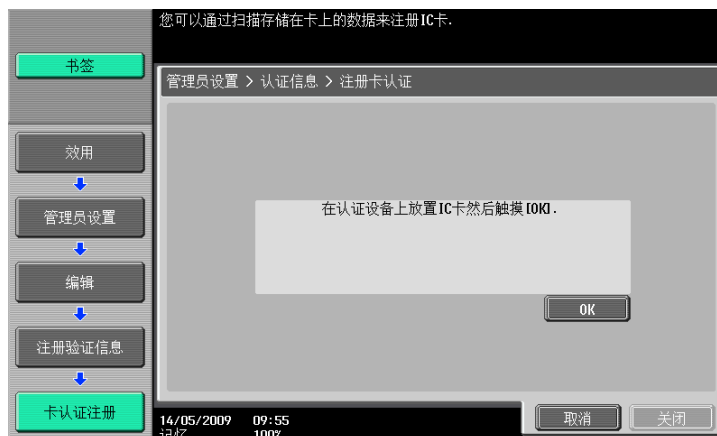 您可以通过扫描存储在卡上的数据来注册IC卡.
书签
管理员设置 > 认证信息 > 注册卡认证
效用
管理员设置
编辑
注册验证信息
卡认证注册
在认证设备上放置IC卡然后触摸[OK].
OK
14/05/2009 09:55
记忆 100%
取消
关闭